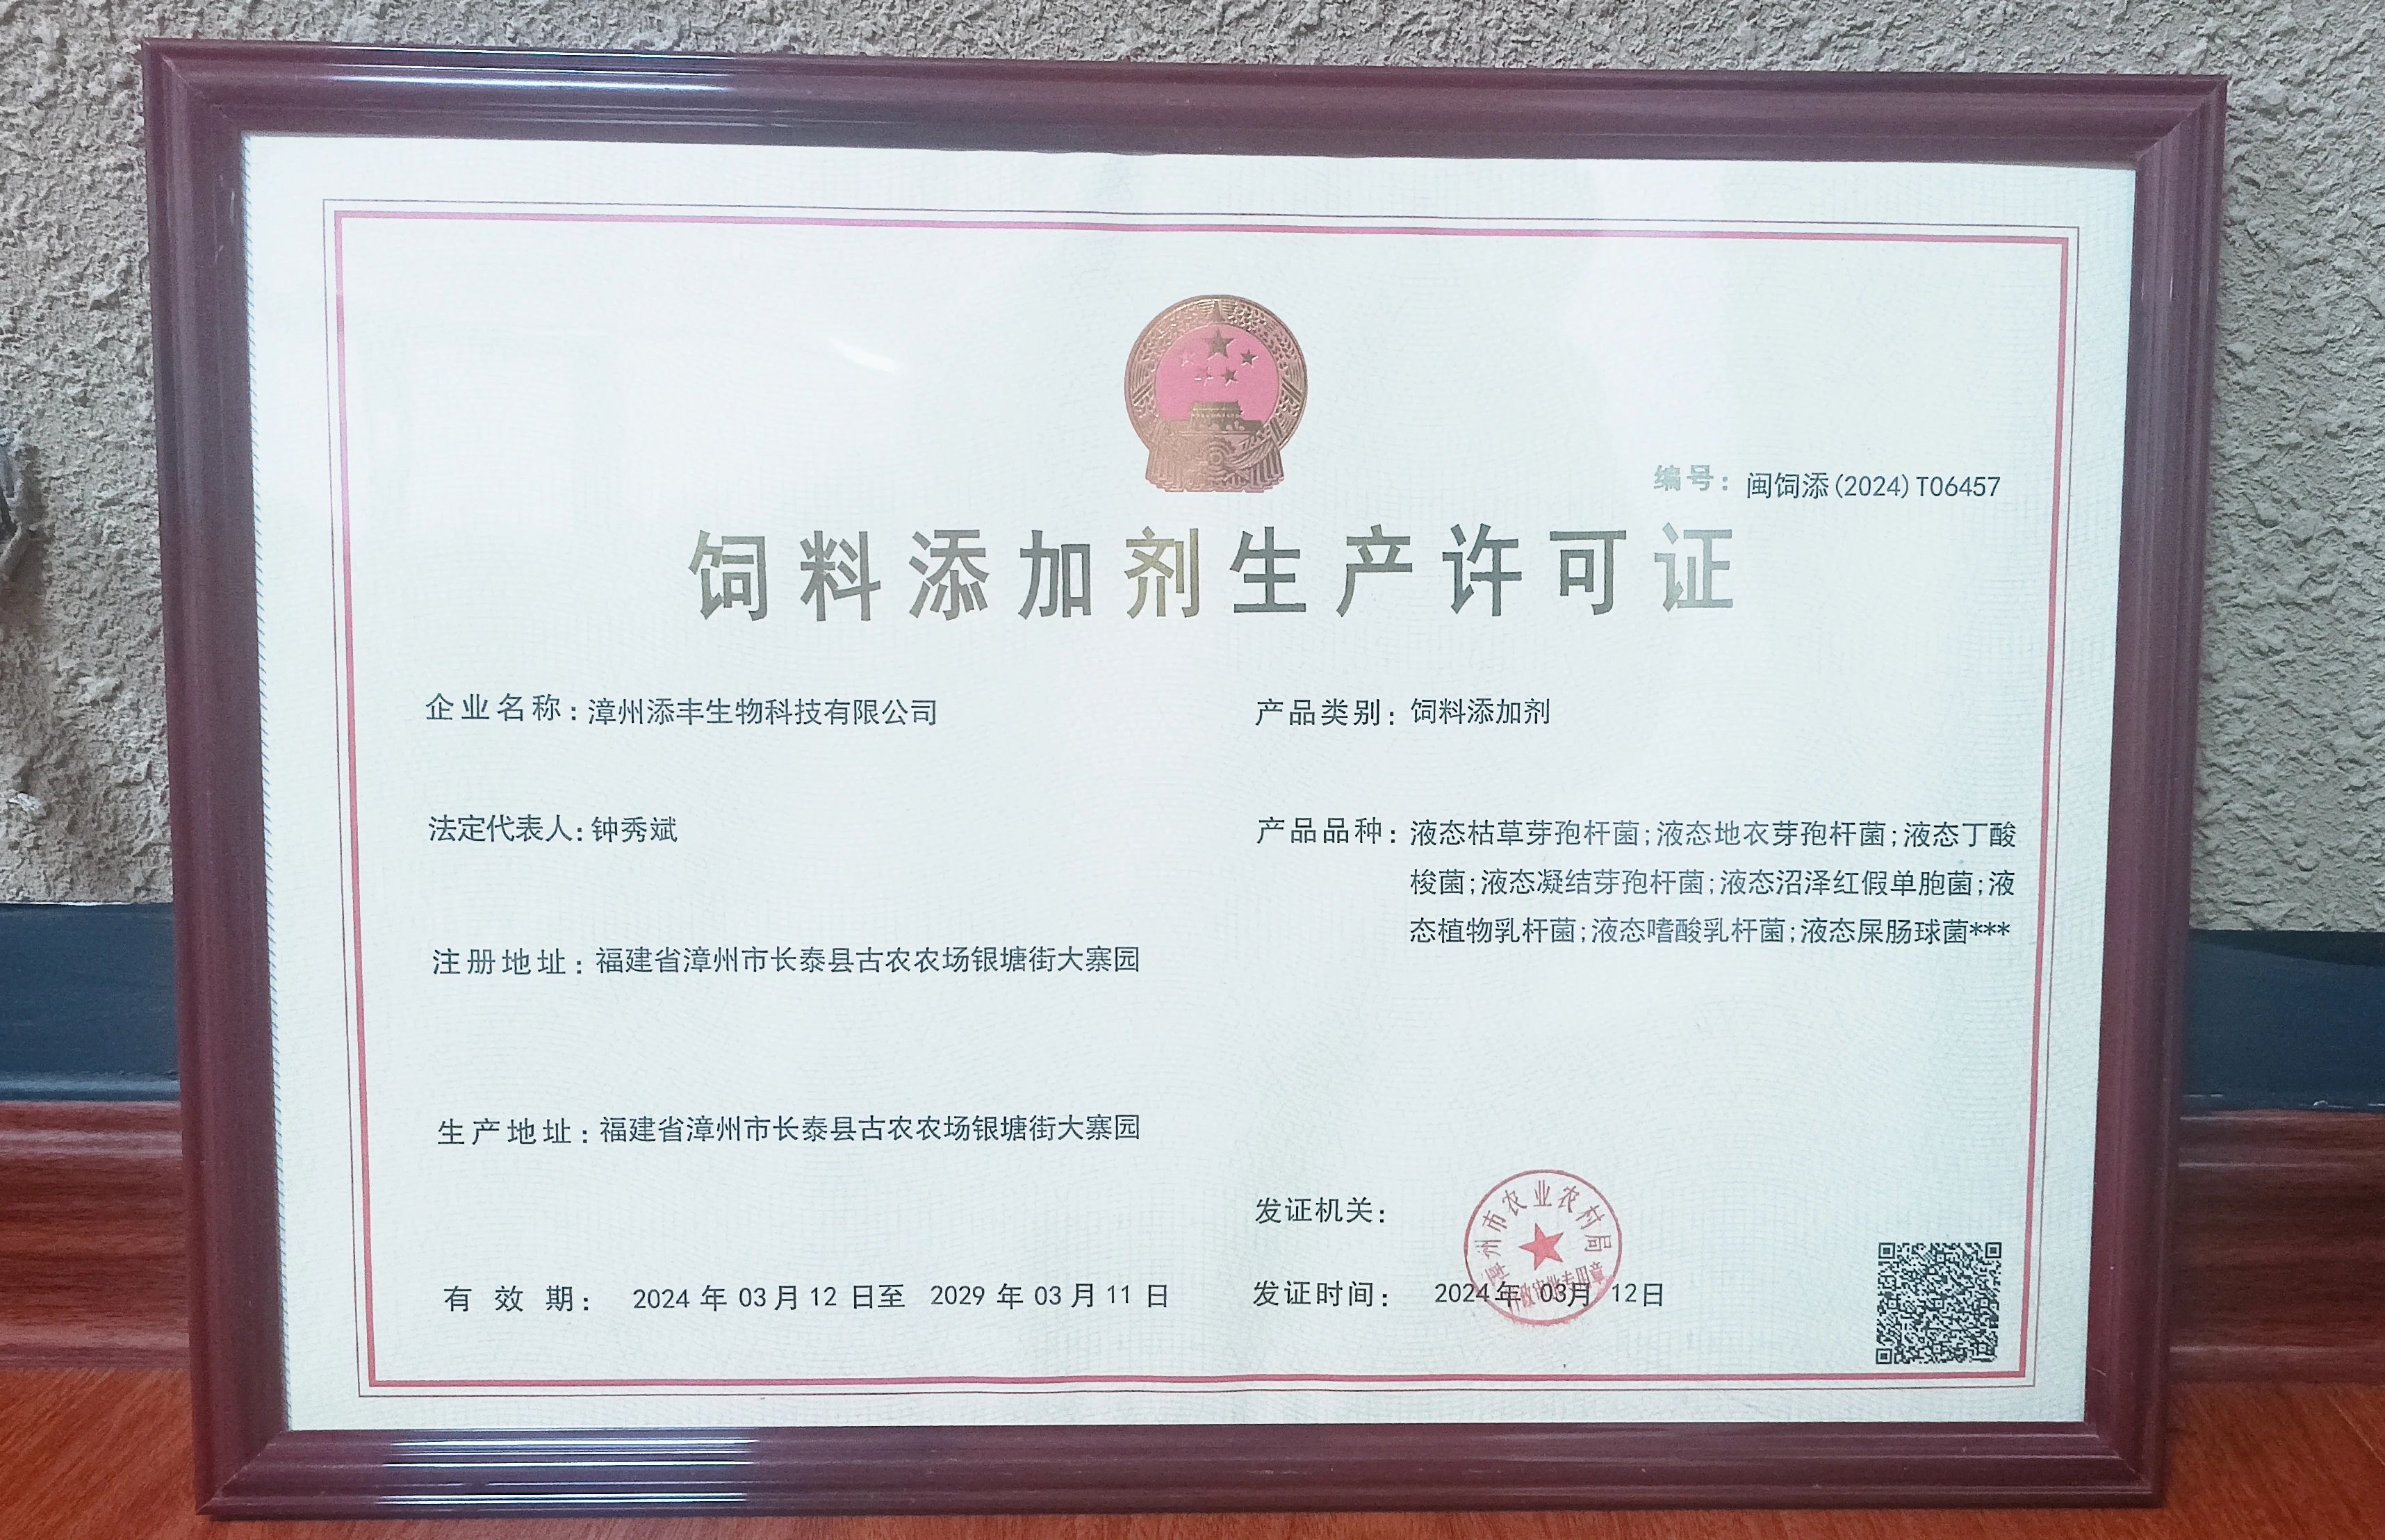 编号：闽饲添(2024)T06457
饲料添加剂生产许可证
企业名称：漳州添丰生物科技有限公司
产品类别：饲料添加剂
法定代表人：钟秀斌
产品品种：液态枯草芽孢杆菌;液态地衣芽孢杆菌;液态丁酸
梭菌;液态凝结芽孢杆菌;液态沼泽红假单胞菌;液
态植物乳杆菌;液态嗜酸乳杆菌;液态屎肠球菌***
注册地址：福建省漳州市长泰县古农农场银塘街大寨园
生产地址：福建省漳州市长泰县古农农场银塘街大寨园
发证机关：
漳州市农业农村局
行政审批专用章
有效期：2024年03月12日至2029年03月11日
发证时间：2024年03月12日